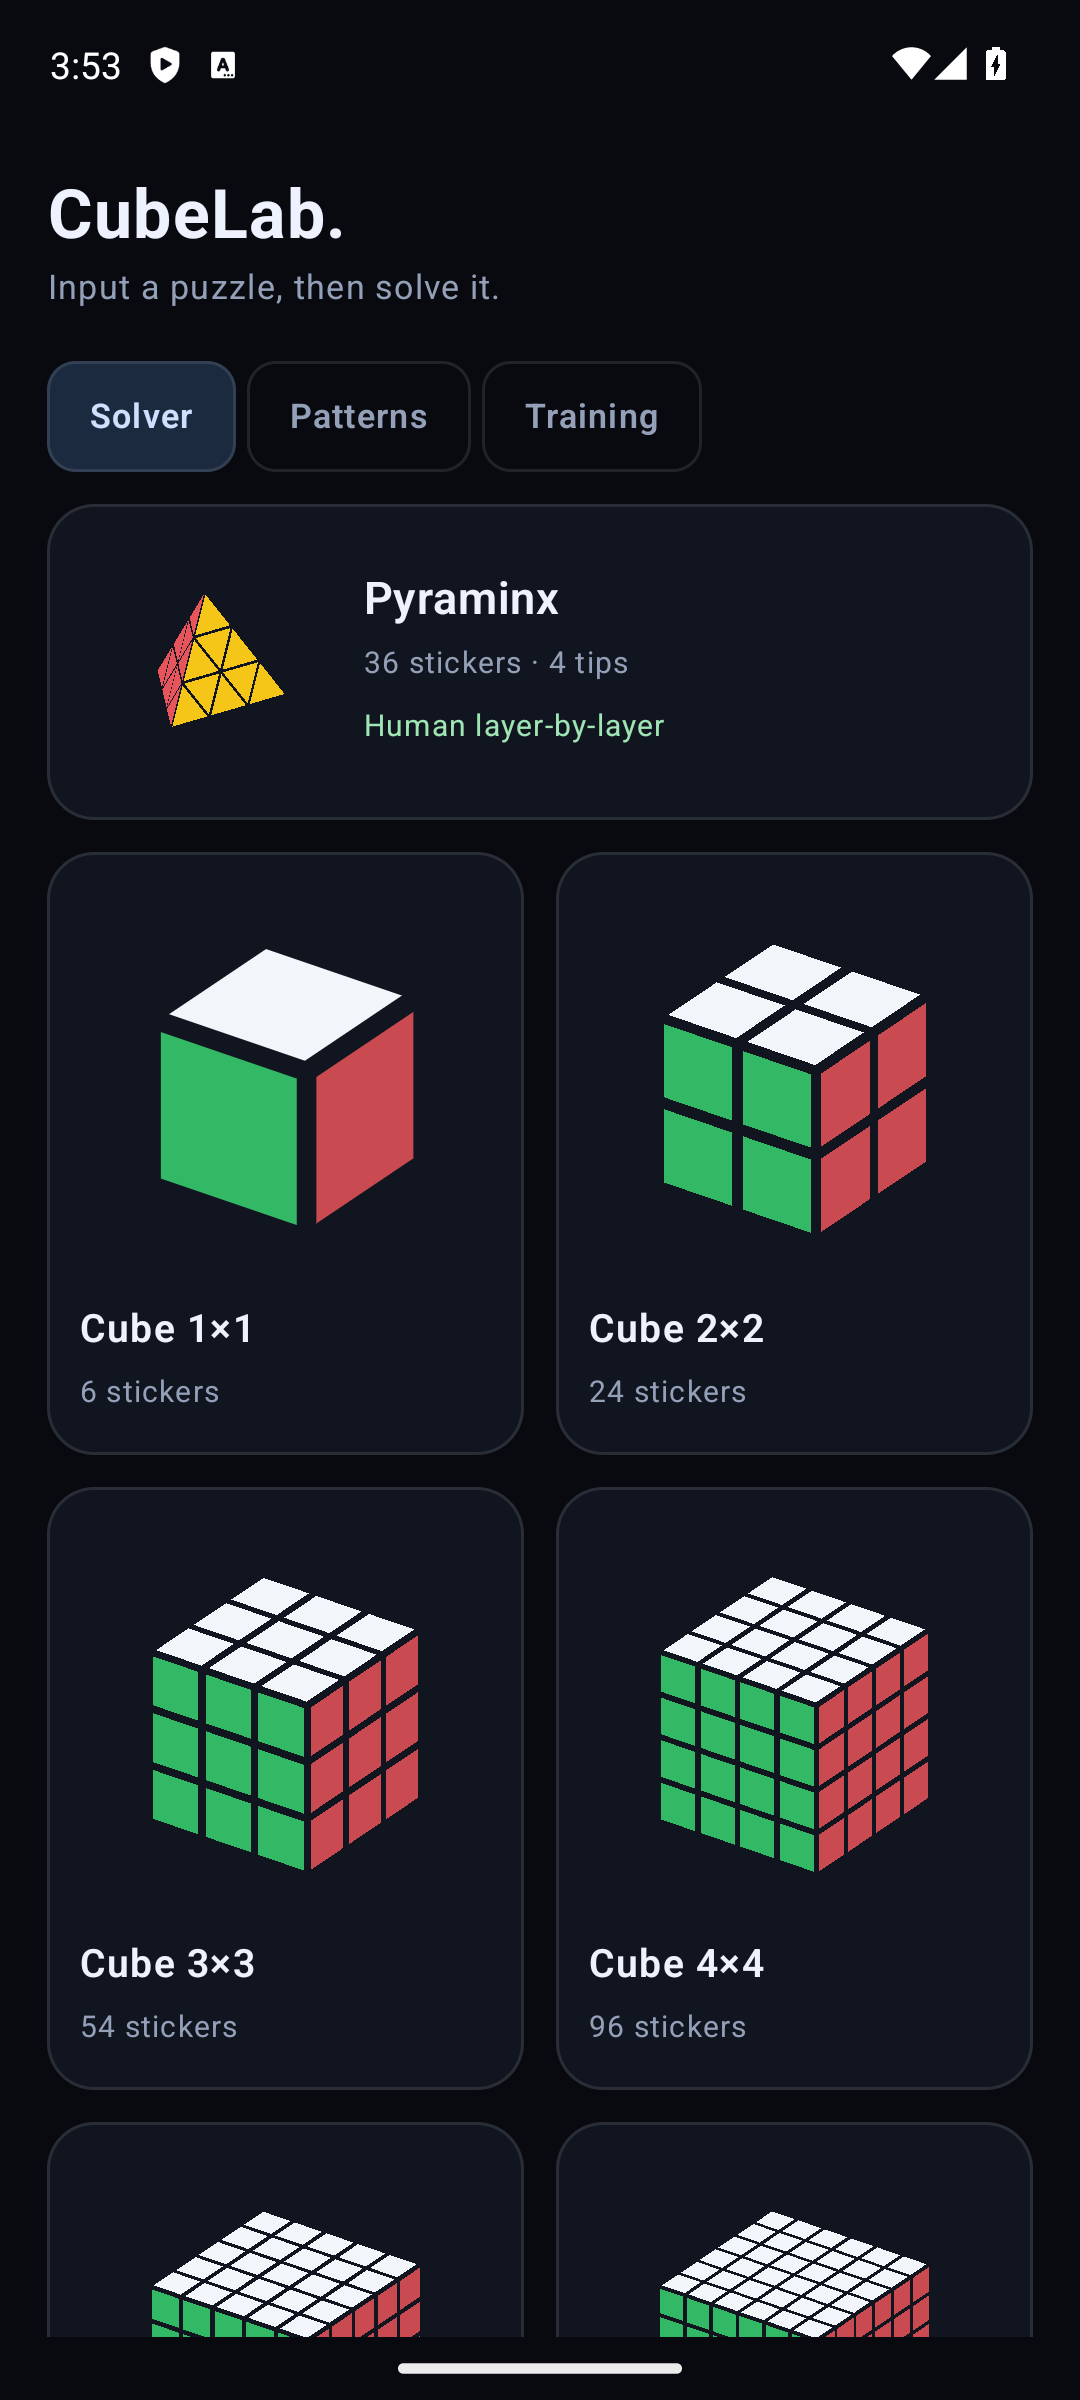 3:53
CubeLab.
Input a puzzle, then solve it.
Solver
Patterns
Training
Pyraminx
36 stickers · 4 tips
Human layer-by-layer
Cube 1×1
6 stickers
Cube 2×2
24 stickers
Cube 3×3
54 stickers
Cube 4×4
96 stickers